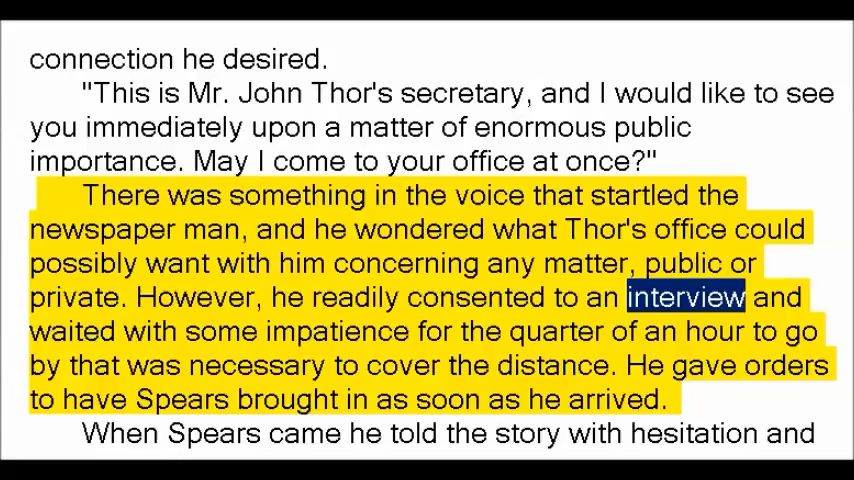 connection he desired.
"This is Mr. John Thor's secretary, and I would like to see
you immediately upon a matter of enormous public
importance. May I come to your office at once?"
There was something in the voice that startled the
newspaper man, and he wondered what Thor's office could
possibly want with him concerning any matter, public or
private. However, he readily consented to an interview and
waited with some impatience for the quarter of an hour to go
by that was necessary to cover the distance. He gave orders
to have Spears brought in as soon as he arrived.
When Spears came he told the story with hesitation and